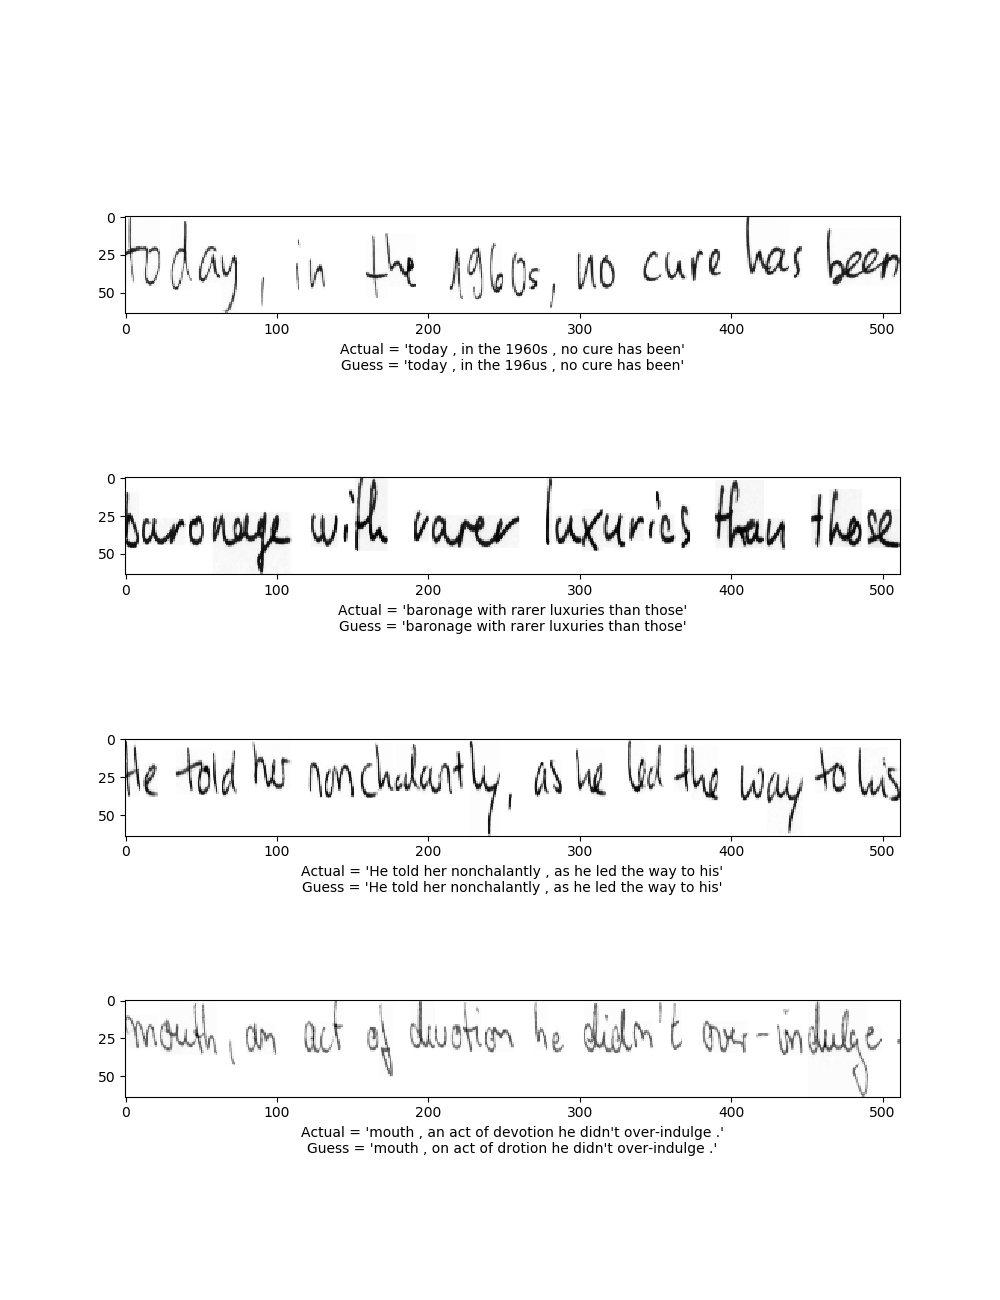 0
25
50
today, in the 1960s, no cure has been
0 100 200 300 400 500
Actual = 'today , in the 1960s , no cure has been'
Guess = 'today , in the 196us , no cure has been'
0
25
50
baronage with rarer luxuries than those
0 100 200 300 400 500
Actual = 'baronage with rarer luxuries than those'
Guess = 'baronage with rarer luxuries than those'
0
25
50
He told her nonchalantly, as he led the way to his
0 100 200 300 400 500
Actual = 'He told her nonchalantly , as he led the way to his'
Guess = 'He told her nonchalantly , as he led the way to his'
0
25
50
mouth, an act of devotion he didn't over-indulge.
0 100 200 300 400 500
Actual = 'mouth , an act of devotion he didn't over-indulge .'
Guess = 'mouth , on act of drotion he didn't over-indulge .'